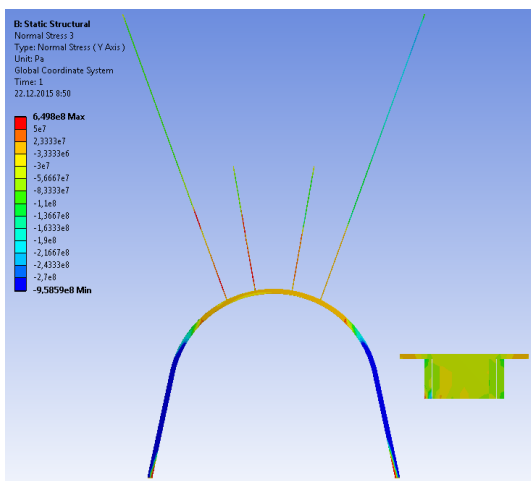 B: Static Structural
Normal Stress 3
Type: Normal Stress ( Y Axis )
Unit: Pa
Global Coordinate System
Time: 1
22.12.2015 8:50
6,498e8 Max
5e7
2,3333e7
-3,3333e6
-3e7
-5,6667e7
-8,3333e7
-1,1e8
-1,3667e8
-1,6333e8
-1,9e8
-2,1667e8
-2,4333e8
-2,7e8
-9,5859e8 Min